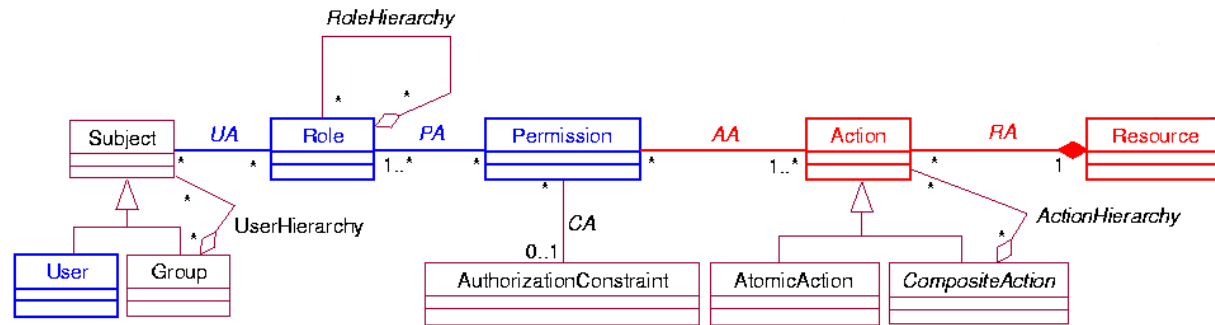 RoleHierarchy
* *
Subject UA Role PA Permission AA Action RA Resource
* * 1..* * * 1..* * 1
* * *
UserHierarchy CA ActionHierarchy
* 0..1 *
User Group AuthorizationConstraint AtomicAction CompositeAction